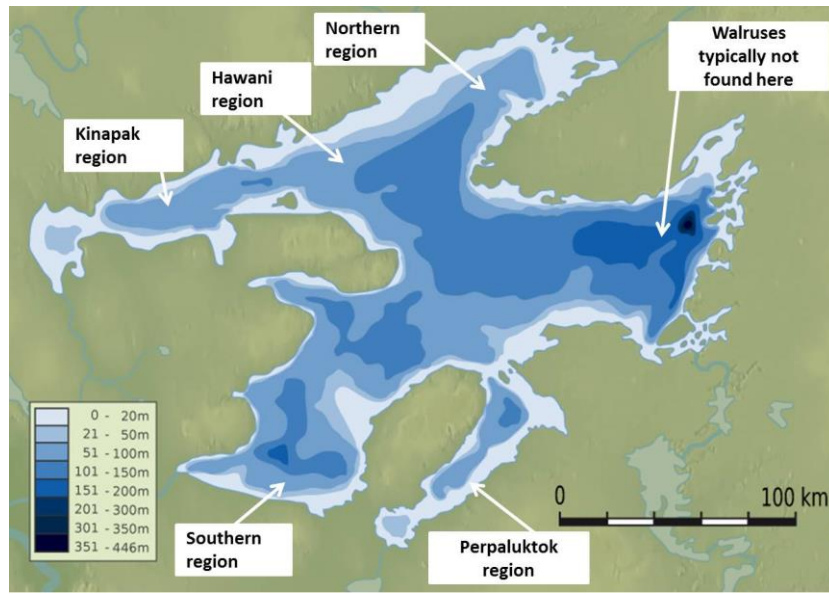 Northern
region
Walruses
typically not
found here
Hawani
region
Kinapak
region
0 - 20m
21 - 50m
51 - 100m
101 - 150m
151 - 200m
201 - 300m
301 - 350m
351 - 446m
0 100 km
Southern
region
Perpaluktok
region